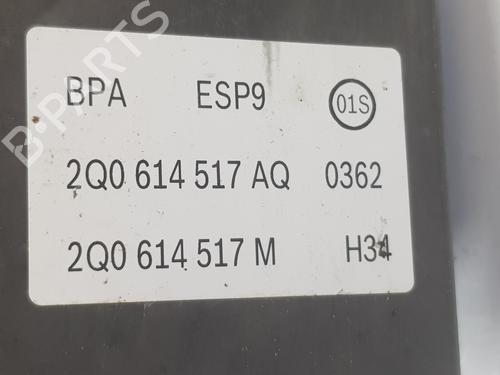 BPA ESP9 01S
2Q0 614 517 AQ 0362
2Q0 614 517 M H34
B-PARTS